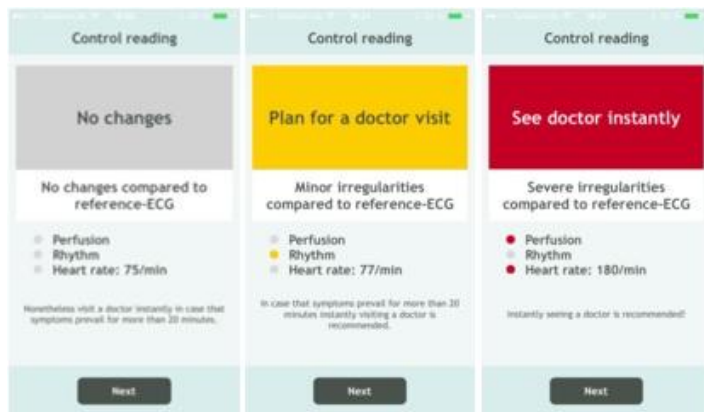 Control reading
No changes
No changes compared to
reference-ECG
Perfusion
Rhythm
Heart rate: 75/min
Nonetheless visit a doctor instantly in case that
symptoms prevail for more than 20 minutes.
Next
Control reading
Plan for a doctor visit
Minor irregularities
compared to reference-ECG
Perfusion
Rhythm
Heart rate: 77/min
In case that symptoms prevail for more than 20
minutes instantly visiting a doctor is
recommended.
Next
Control reading
See doctor instantly
Severe irregularities
compared to reference-ECG
Perfusion
Rhythm
Heart rate: 180/min
Instantly seeing a doctor is recommended!
Next